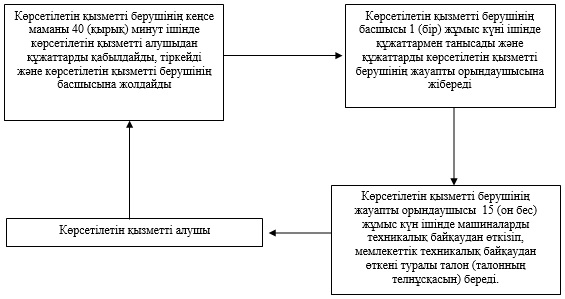 Көрсетілетін қызметті берушінің кеңсе
маманы 40 (қырық) минут ішінде
көрсетілетін қызметті алушыдан
құжаттарды қабылдайды, тіркейді
және көрсетілетін қызметті берушінің
басшысына жолдайды
Көрсетілетін қызметті берушінің
басшысы 1 (бір) жұмыс күні ішінде
құжаттармен танысады және
құжаттарды көрсетілетін қызметті
берушінің жауапты орындаушысына
жібереді
Көрсетілетін қызметті берушінің
жауапты орындаушысы 15 (он бес)
жұмыс күн ішінде машиналарды
техникалық байқаудан өткізіп,
мемлекеттік техникалық байқаудан
өткені туралы талон (талонның
телнұсқасын) береді.
Көрсетілетін қызметті алушы